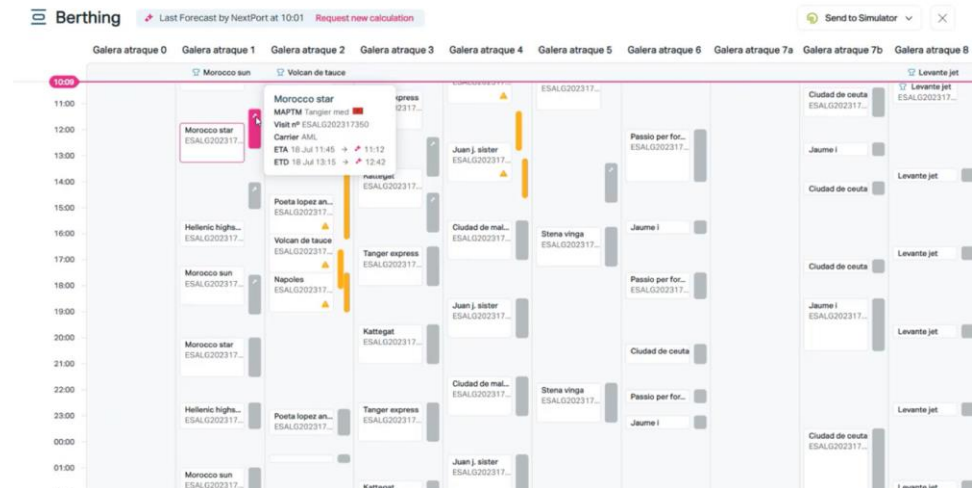 Berthing
Last Forecast by NextPort at 10:01 Request new calculation
Send to Simulator
Galera atraque 0 Galera atraque 1 Galera atraque 2 Galera atraque 3 Galera atraque 4 Galera atraque 5 Galera atraque 6 Galera atraque 7a Galera atraque 7b Galera atraque 8
Morocco sun Volcan de tauce Levante jet
10:09
Levante jet
ESALG202317...
ESALG202317...
Ciudad de ceuta
ESALG202317...
11:00
Morocco star
MAPTM Tangier med
Visit nº ESALG202317350
Carrier AML
ETA 18 Jul 11:45 → 11:12
ETD 18 Jul 13:15 → 12:42
12:00
Morocco star
ESALG202317...
Passio per for...
ESALG202317...
13:00
Juan j. sister
ESALG202317...
Jaume i
14:00
Kattegat
ESALG202317...
Ciudad de ceuta
Levante jet
15:00
Poeta lopez an...
ESALG202317...
16:00
Hellenic highs...
ESALG202317...
Volcan de tauce
ESALG202317...
Ciudad de mal...
ESALG202317...
Stena vinga
ESALG202317...
Jaume i
17:00
Tanger express
ESALG202317...
Ciudad de ceuta
Levante jet
18:00
Morocco sun
ESALG202317...
Napoles
ESALG202317...
Passio per for...
ESALG202317...
19:00
Juan j. sister
ESALG202317...
Jaume i
ESALG202317...
20:00
Morocco star
ESALG202317...
Kattegat
ESALG202317...
Ciudad de ceuta
Levante jet
21:00
22:00
Ciudad de mal...
ESALG202317...
Stena vinga
ESALG202317...
Passio per for...
23:00
Hellenic highs...
ESALG202317...
Poeta lopez an...
ESALG202317...
Tanger express
ESALG202317...
Jaume i
Levante jet
00:00
Ciudad de ceuta
ESALG202317...
01:00
Morocco sun
ESALG202317...
Juan j. sister
ESALG202317...
Kattegat
Levante jet